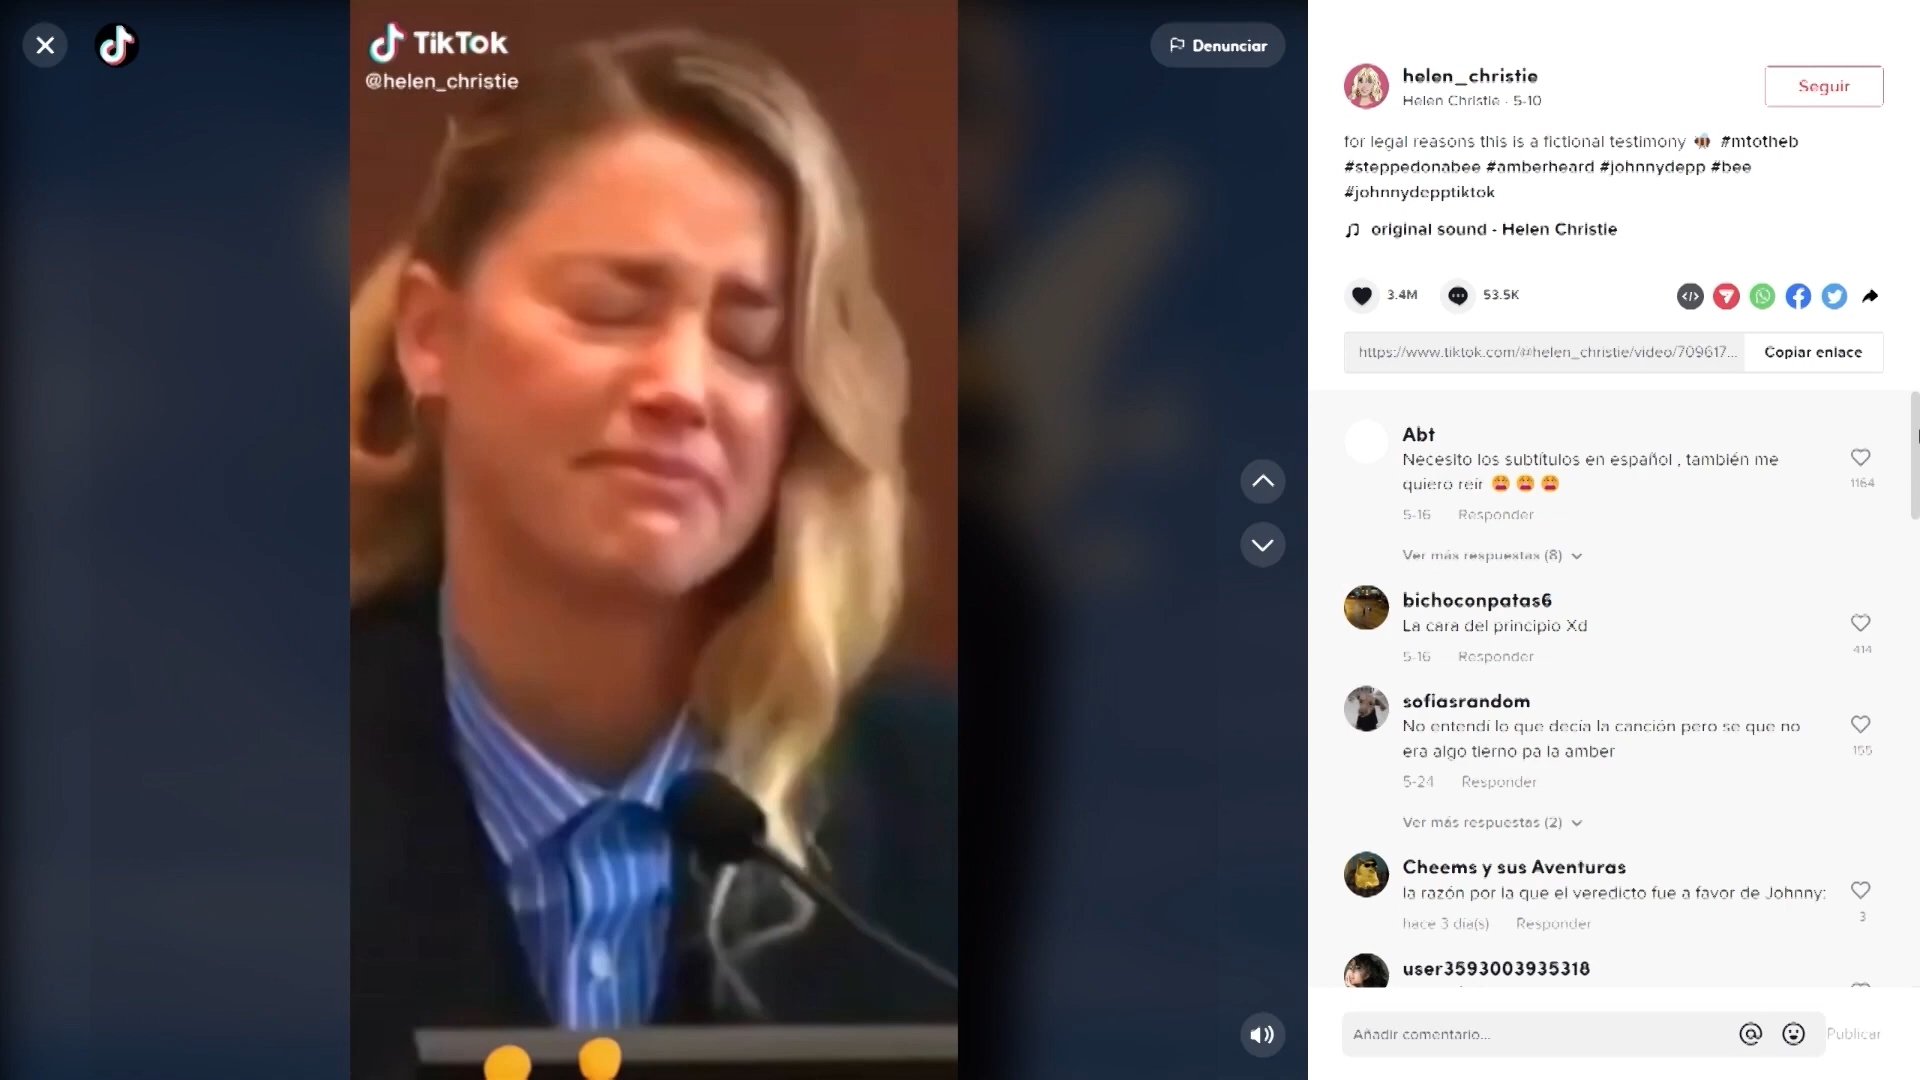 TikTok
@helen_christie
Denunciar
helen_christie
Helen Christie · 5-10
Seguir
for legal reasons this is a fictional testimony 🐝 #mtotheb
#steppedonabee #amberheard #johnnydepp #bee
#johnnydepptiktok
original sound - Helen Christie
3.4M
53.5K
https://www.tiktok.com/@helen_christie/video/709617...
Copiar enlace
Abt
Necesito los subtítulos en español , también me
quiero reir
1164
5-16 Responder
Ver más respuestas (8)
bichoconpatas6
La cara del principio Xd
414
5-16 Responder
sofiasrandom
No entendí lo que decía la canción pero se que no
era algo tierno pa la amber
155
5-24 Responder
Ver más respuestas (2)
Cheems y sus Aventuras
la razón por la que el veredicto fue a favor de Johnny:
3
hace 3 día(s) Responder
user3593003935318
Añadir comentario...
Publicar